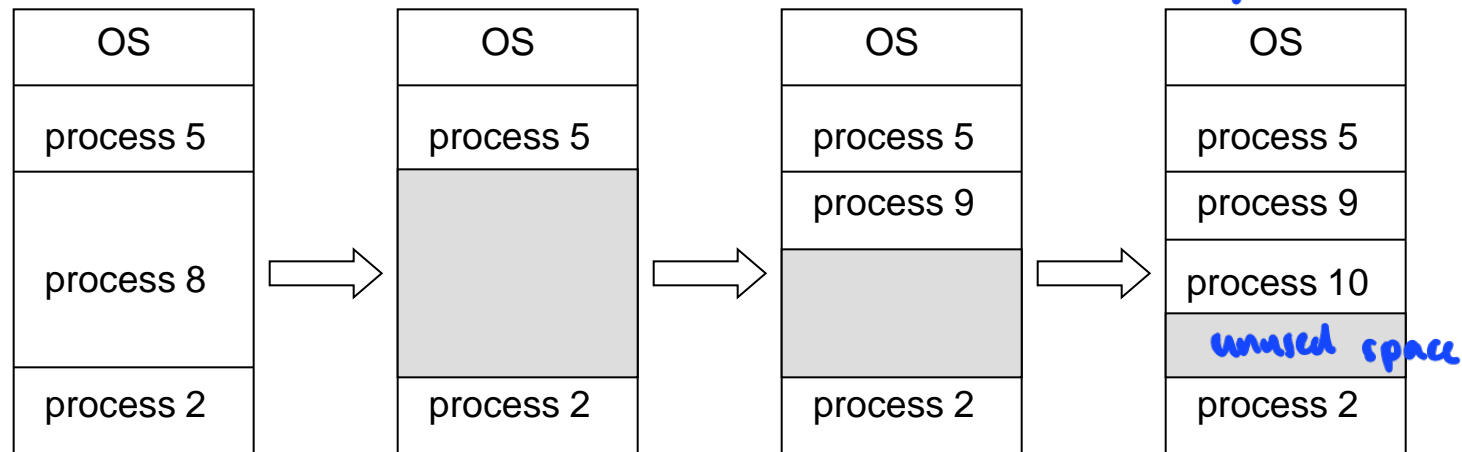 OS
process 5
process 8
process 2
OS
process 5
process 2
OS
process 5
process 9
process 2
OS
process 5
process 9
process 10
unused space
process 2